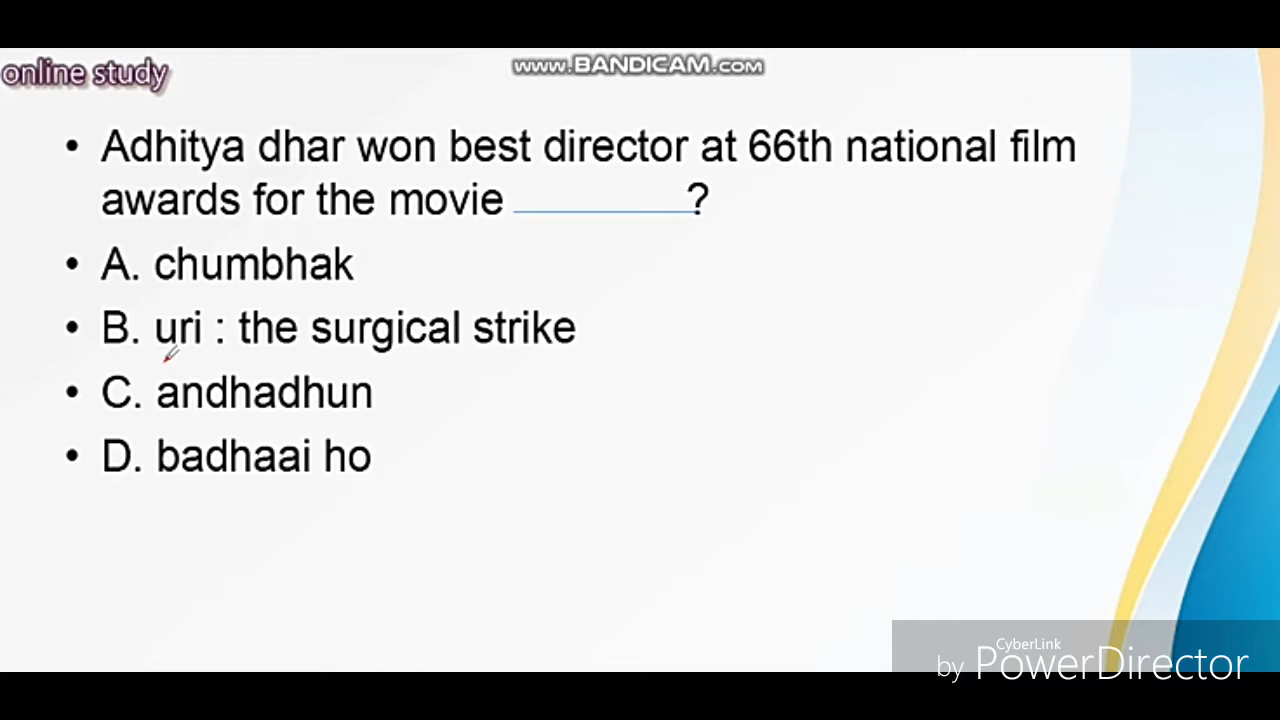 www.BANDICAM.com
online study
• Adhitya dhar won best director at 66th national film
awards for the movie ________?
• A. chumbhak
• B. uri : the surgical strike
• C. andhadhun
• D. badhaai ho
CyberLink
by PowerDirector